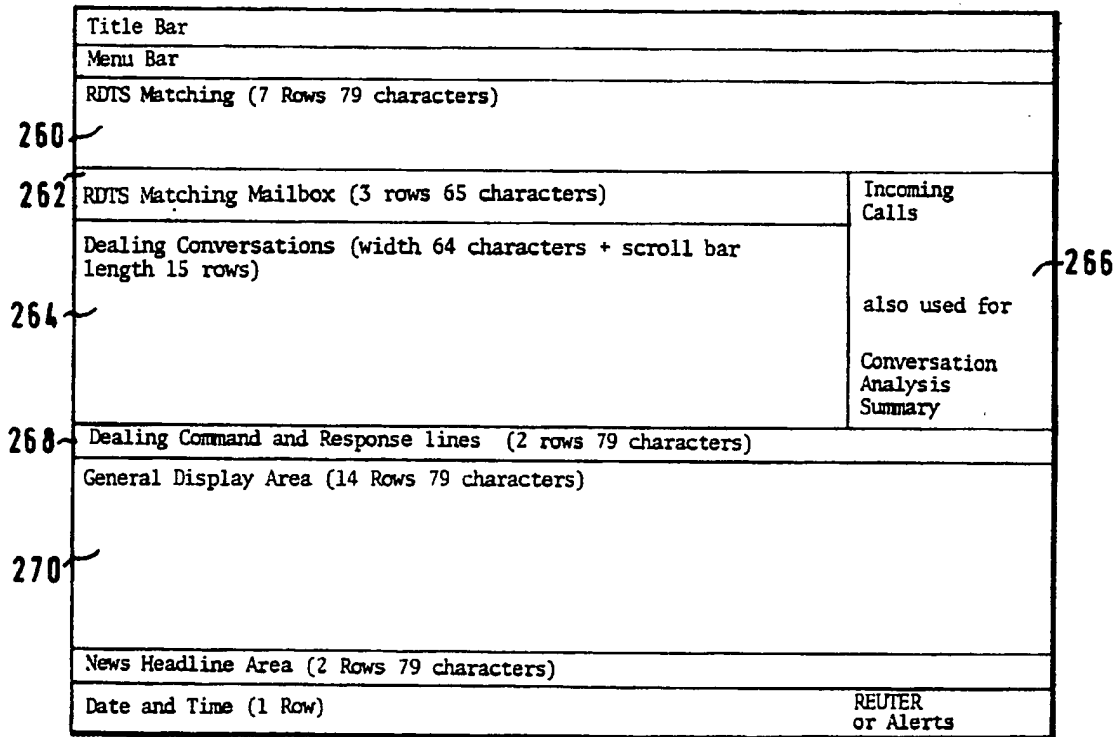 Title Bar
Menu Bar
RDTS Matching (7 Rows 79 characters)
260
262
RDTS Matching Mailbox (3 rows 65 characters)
Incoming
Calls
Dealing Conversations (width 64 characters + scroll bar
length 15 rows)
266
264
also used for
Conversation
Analysis
Summary
268
Dealing Command and Response lines (2 rows 79 characters)
General Display Area (14 Rows 79 characters)
270
News Headline Area (2 Rows 79 characters)
Date and Time (1 Row)
REUTER
or Alerts